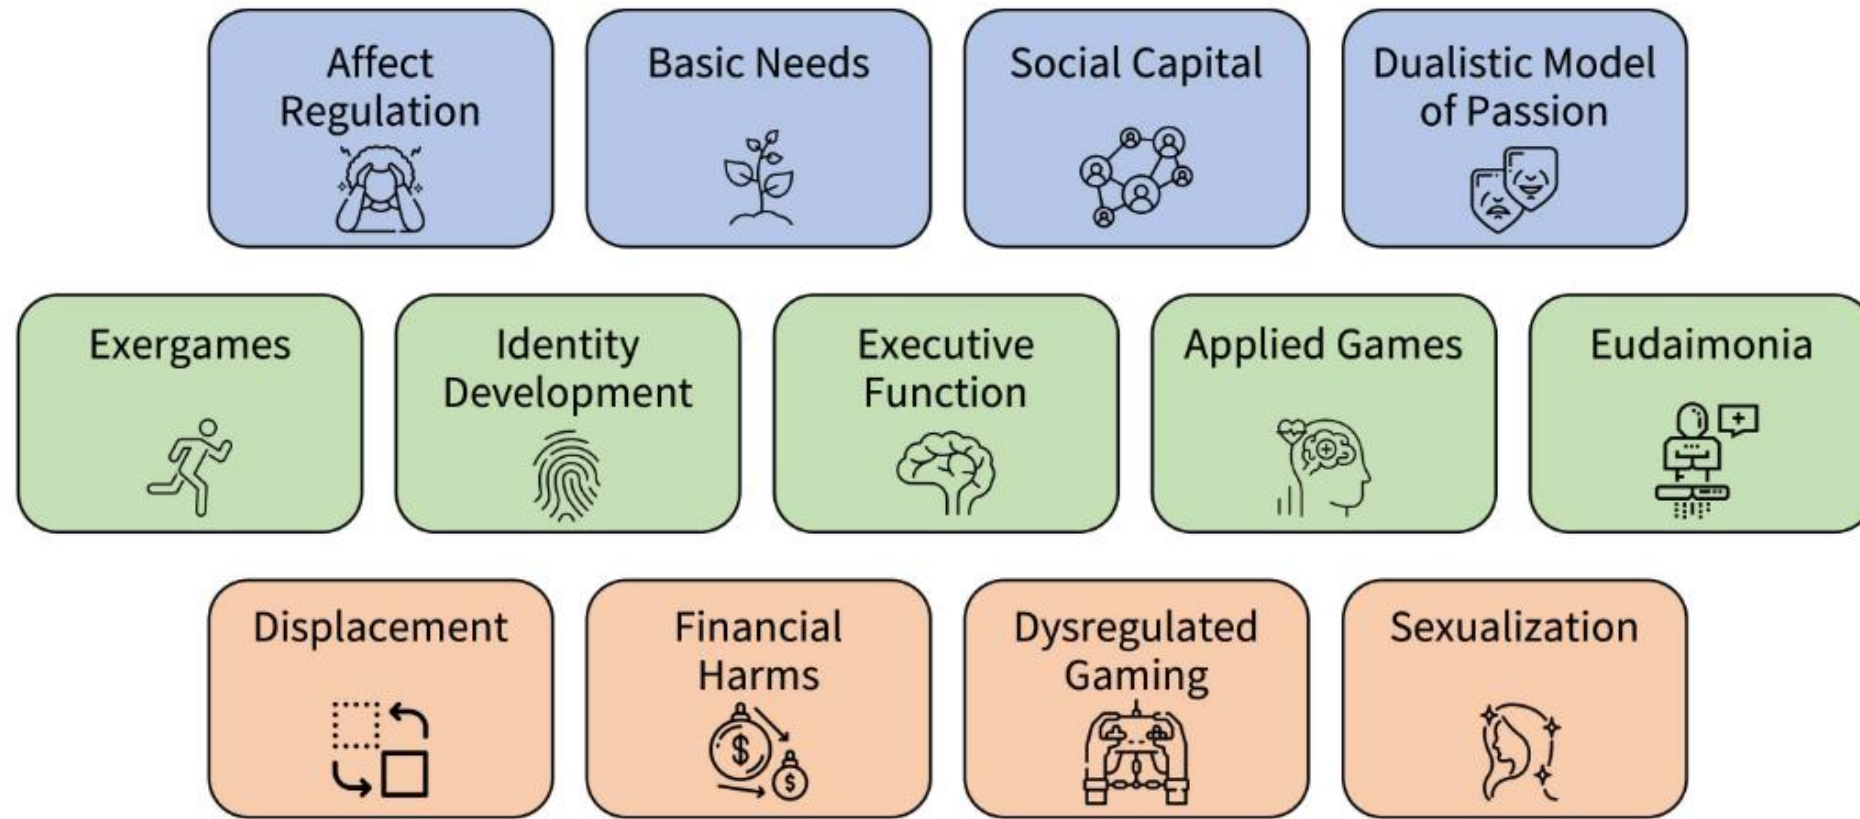 Affect
Regulation
Basic Needs
Social Capital
Dualistic Model
of Passion
Exergames
Identity
Development
Executive
Function
Applied Games
Eudaimonia
Displacement
Financial
Harms
$
$
Dysregulated
Gaming
Sexualization